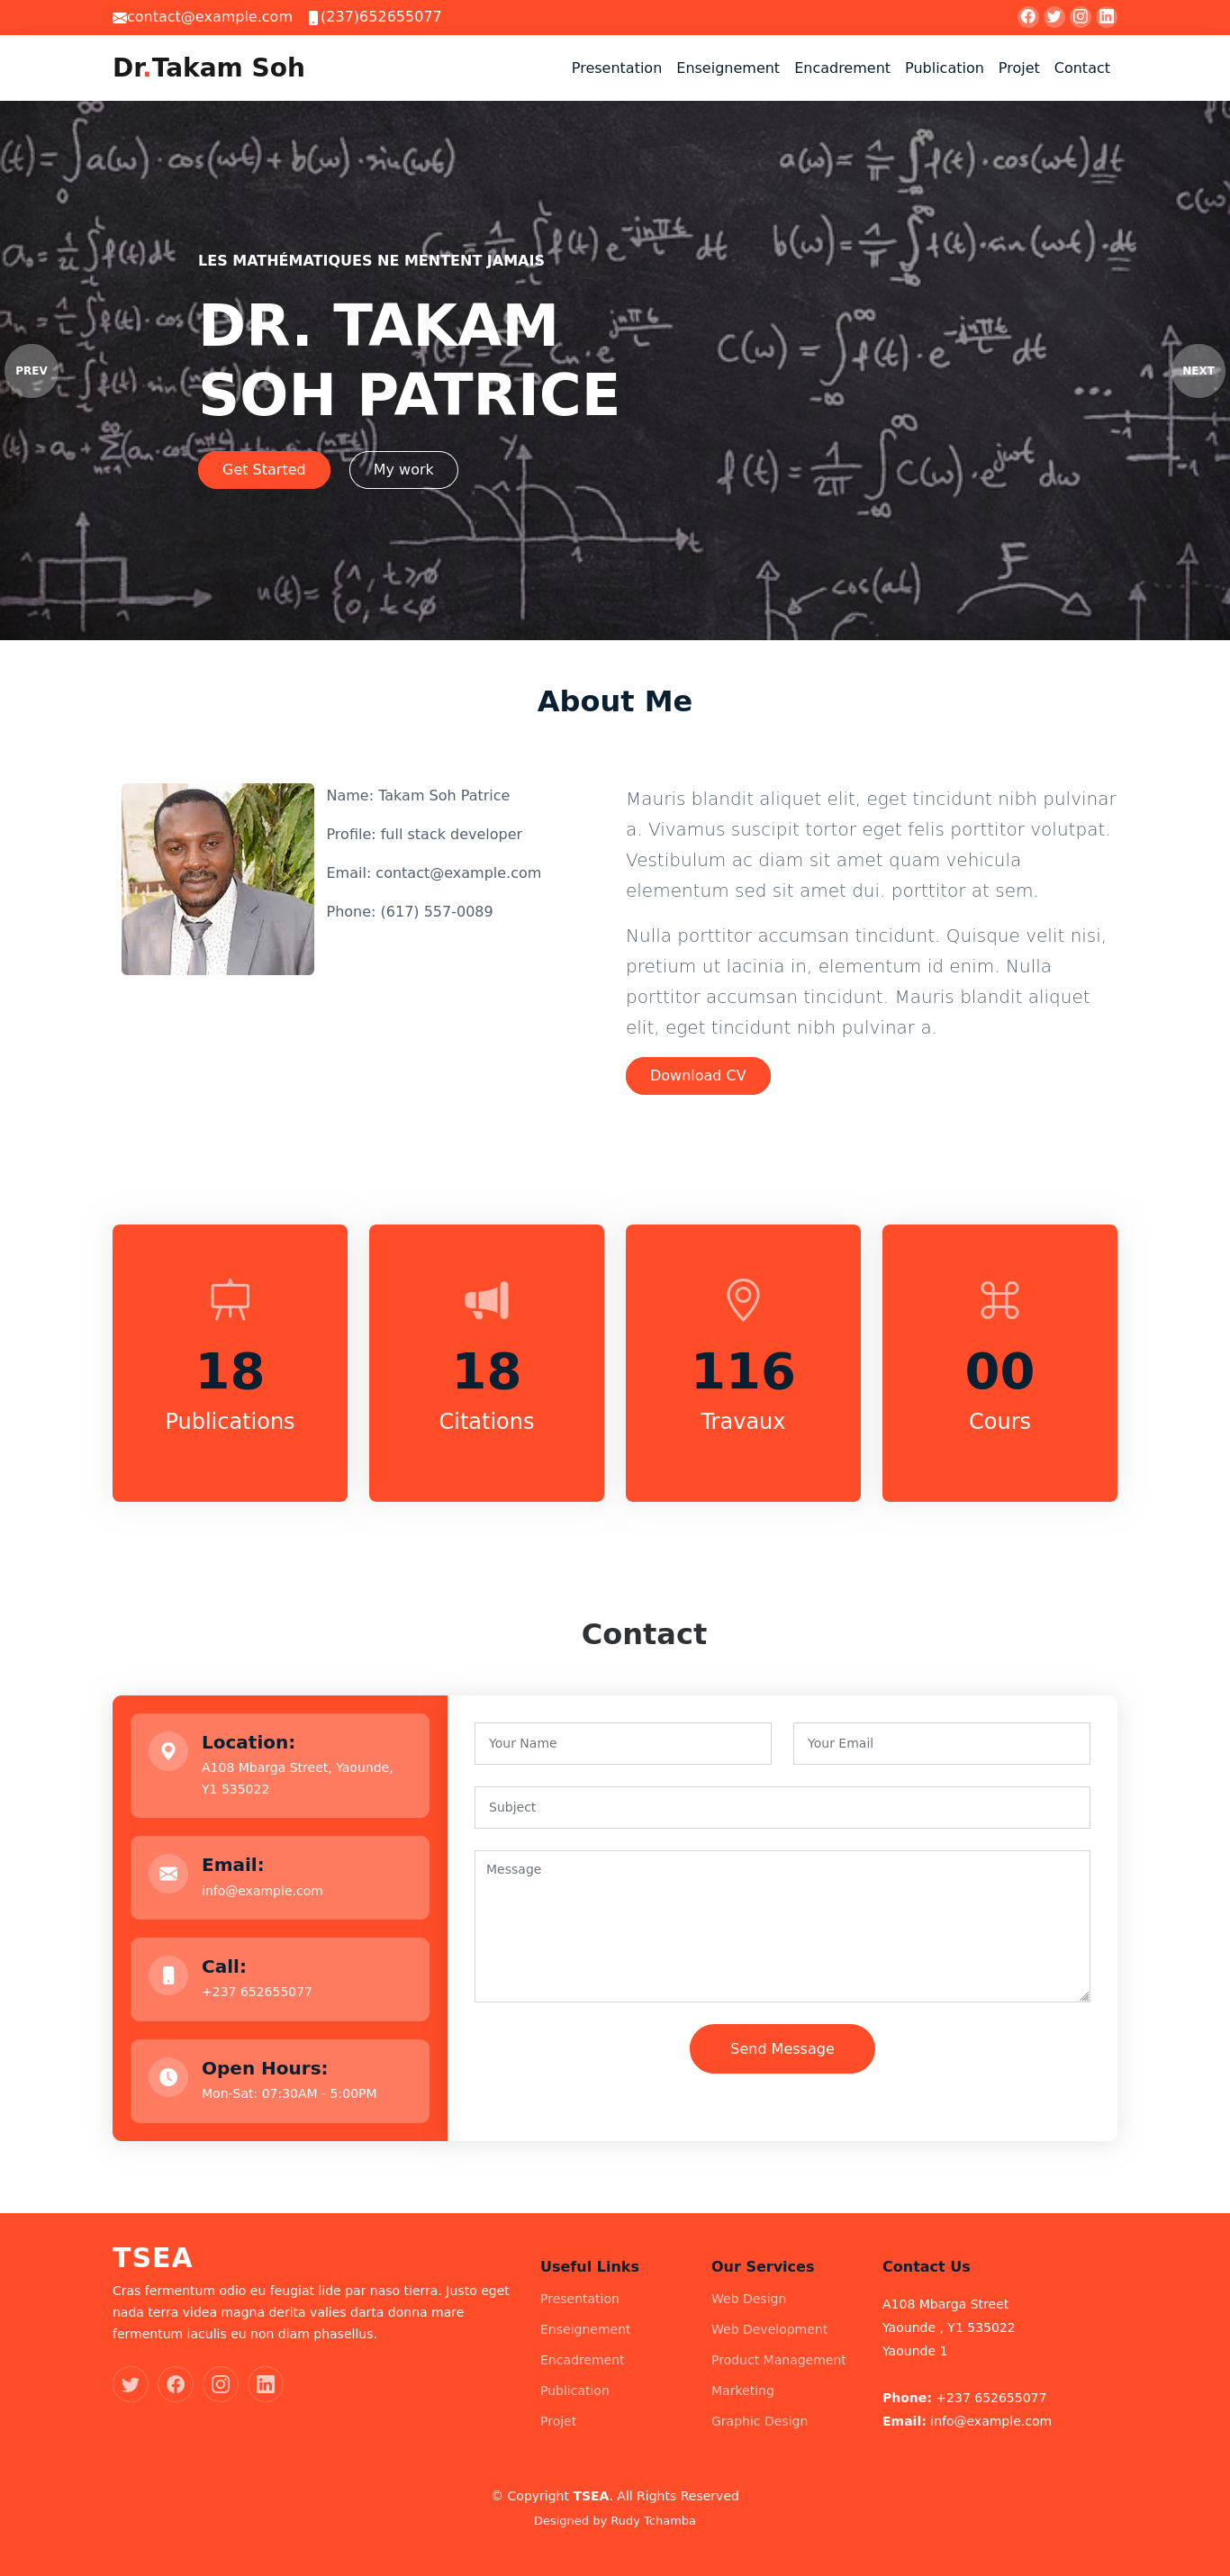 contact@example.com (237)652655077
Dr.Takam Soh
Presentation Enseignement Encadrement Publication Projet Contact
LES MATHÉMATIQUES NE MENTENT JAMAIS
DR. TAKAM
SOH PATRICE
PREV
NEXT
Get Started My work
About Me
Name: Takam Soh Patrice
Profile: full stack developer
Email: contact@example.com
Phone: (617) 557-0089
Mauris blandit aliquet elit, eget tincidunt nibh pulvinar
a. Vivamus suscipit tortor eget felis porttitor volutpat.
Vestibulum ac diam sit amet quam vehicula
elementum sed sit amet dui. porttitor at sem.
Nulla porttitor accumsan tincidunt. Quisque velit nisi,
pretium ut lacinia in, elementum id enim. Nulla
porttitor accumsan tincidunt. Mauris blandit aliquet
elit, eget tincidunt nibh pulvinar a.
Download CV
18
Publications
18
Citations
116
Travaux
00
Cours
Contact
Location:
A108 Mbarga Street, Yaounde,
Y1 535022
Email:
info@example.com
Call:
+237 652655077
Open Hours:
Mon-Sat: 07:30AM - 5:00PM
Your Name
Your Email
Subject
Message
Send Message
TSEA
Cras fermentum odio eu feugiat lide par naso tierra. Justo eget
nada terra videa magna derita valies darta donna mare
fermentum iaculis eu non diam phasellus.
Useful Links
Presentation
Enseignement
Encadrement
Publication
Projet
Our Services
Web Design
Web Development
Product Management
Marketing
Graphic Design
Contact Us
A108 Mbarga Street
Yaounde , Y1 535022
Yaounde 1
Phone: +237 652655077
Email: info@example.com
© Copyright TSEA. All Rights Reserved
Designed by Rudy Tchamba